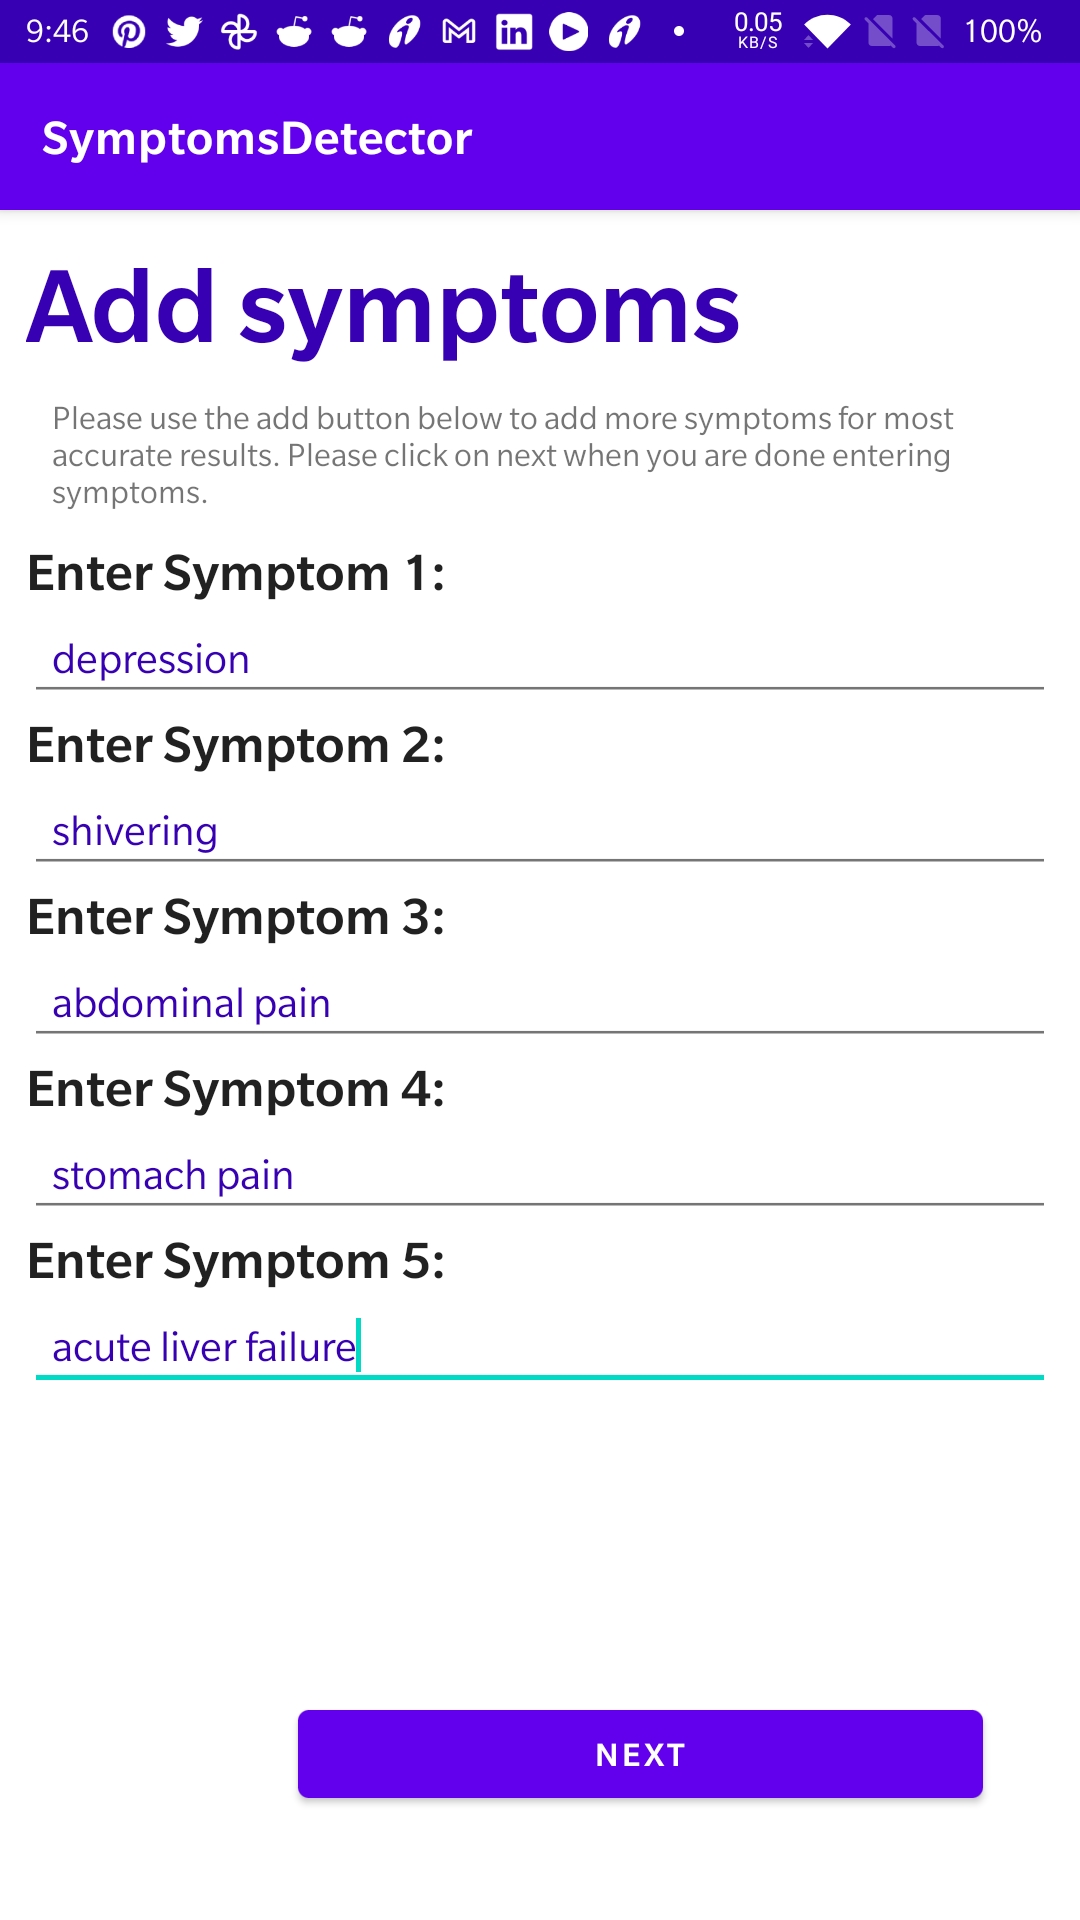 9:46 0.05 KB/S 100%
SymptomsDetector
Add symptoms
Please use the add button below to add more symptoms for most
accurate results. Please click on next when you are done entering
symptoms.
Enter Symptom 1:
depression
Enter Symptom 2:
shivering
Enter Symptom 3:
abdominal pain
Enter Symptom 4:
stomach pain
Enter Symptom 5:
acute liver failure
NEXT